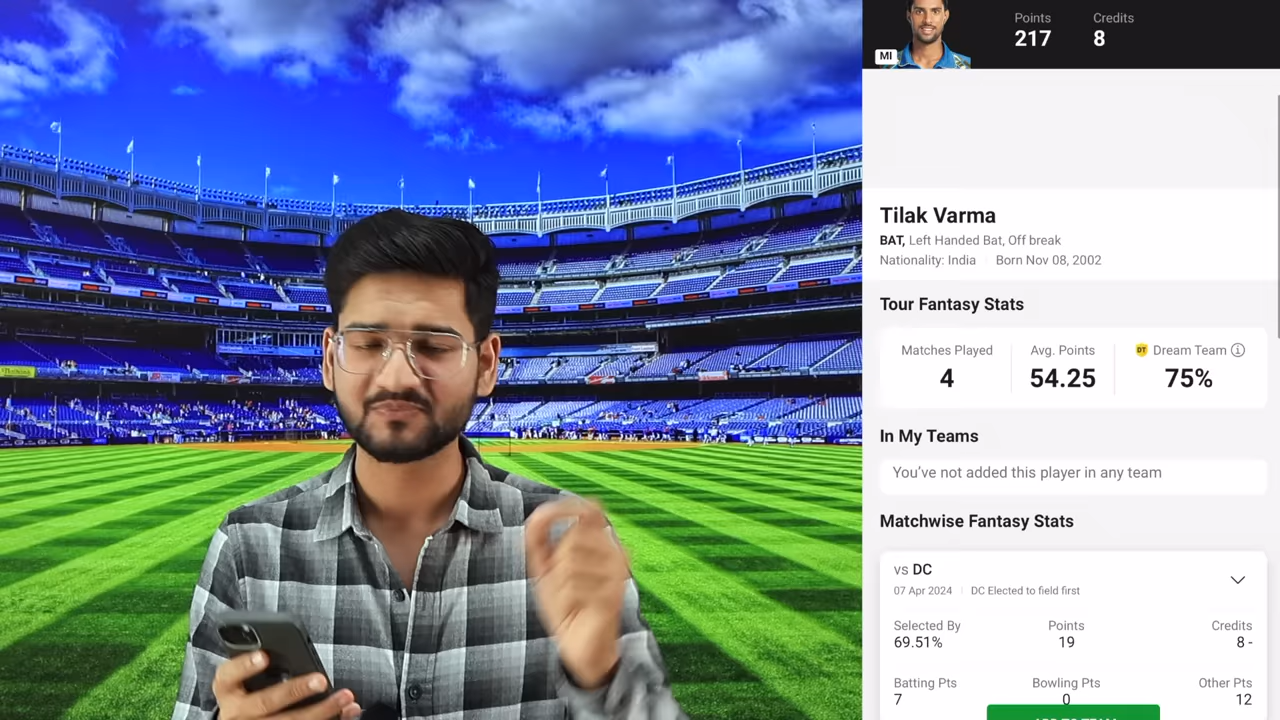 Points
Credits
217
8
MI
Tilak Varma
BAT, Left Handed Bat, Off break
Nationality: India
Born Nov 08, 2002
Tour Fantasy Stats
Matches Played
Avg. Points
DT Dream Team
4
54.25
75%
In My Teams
You've not added this player in any team
Matchwise Fantasy Stats
vs DC
07 Apr 2024
DC Elected to field first
Selected By
Points
Credits
69.51%
19
8 -
Batting Pts
Bowling Pts
Other Pts
7
0
12